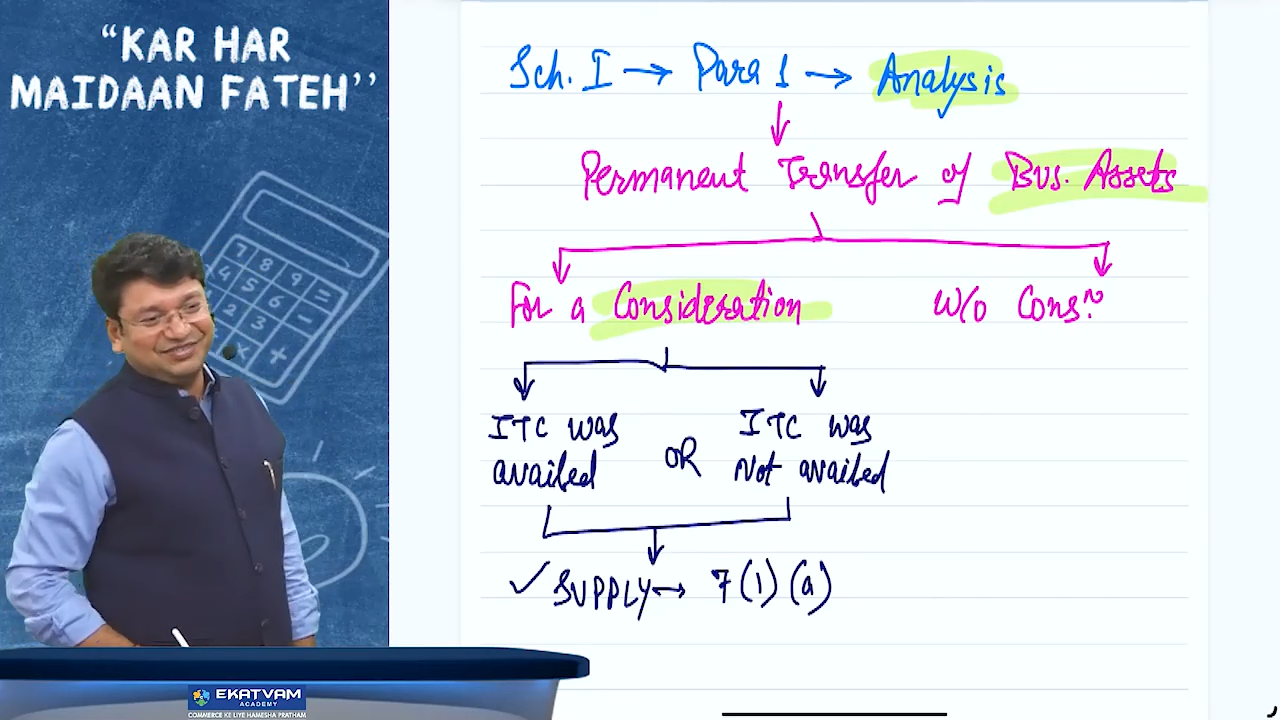 “KAR HAR
MAIDAAN FATEH’’
Sch. I → Para 1 → Analysis
Permanent Transfer of Bus. Assets
For a Consideration W/o Consn
ITC was availed OR ITC was Not availed
✓ SUPPLY → 7(1)(a)
EKATVAM
ACADEMY
COMMERCE KE LIYE HAMESHA PRATHAM